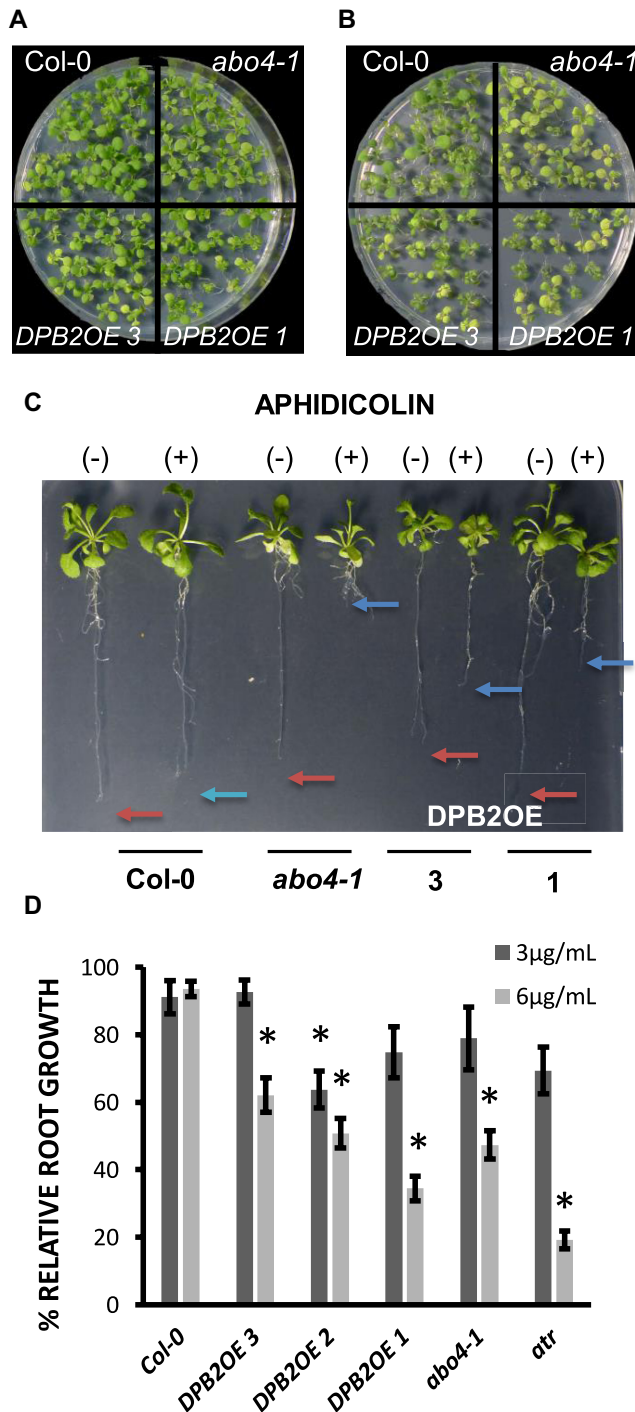 A
B
Col-0
abo4-1
Col-0
abo4-1
DPB2OE 3
DPB2OE 1
DPB2OE 3
DPB2OE 1
C
APHIDICOLIN
(-)
(+)
(-)
(+)
(-)
(+)
(-)
(+)
DPB2OE
Col-0
abo4-1
3
1
D
3µg/mL
6µg/mL
% RELATIVE ROOT GROWTH
100
80
60
40
20
0
*
*
*
*
*
*
Col-0
DPB2OE 3
DPB2OE 2
DPB2OE 1
abo4-1
atr